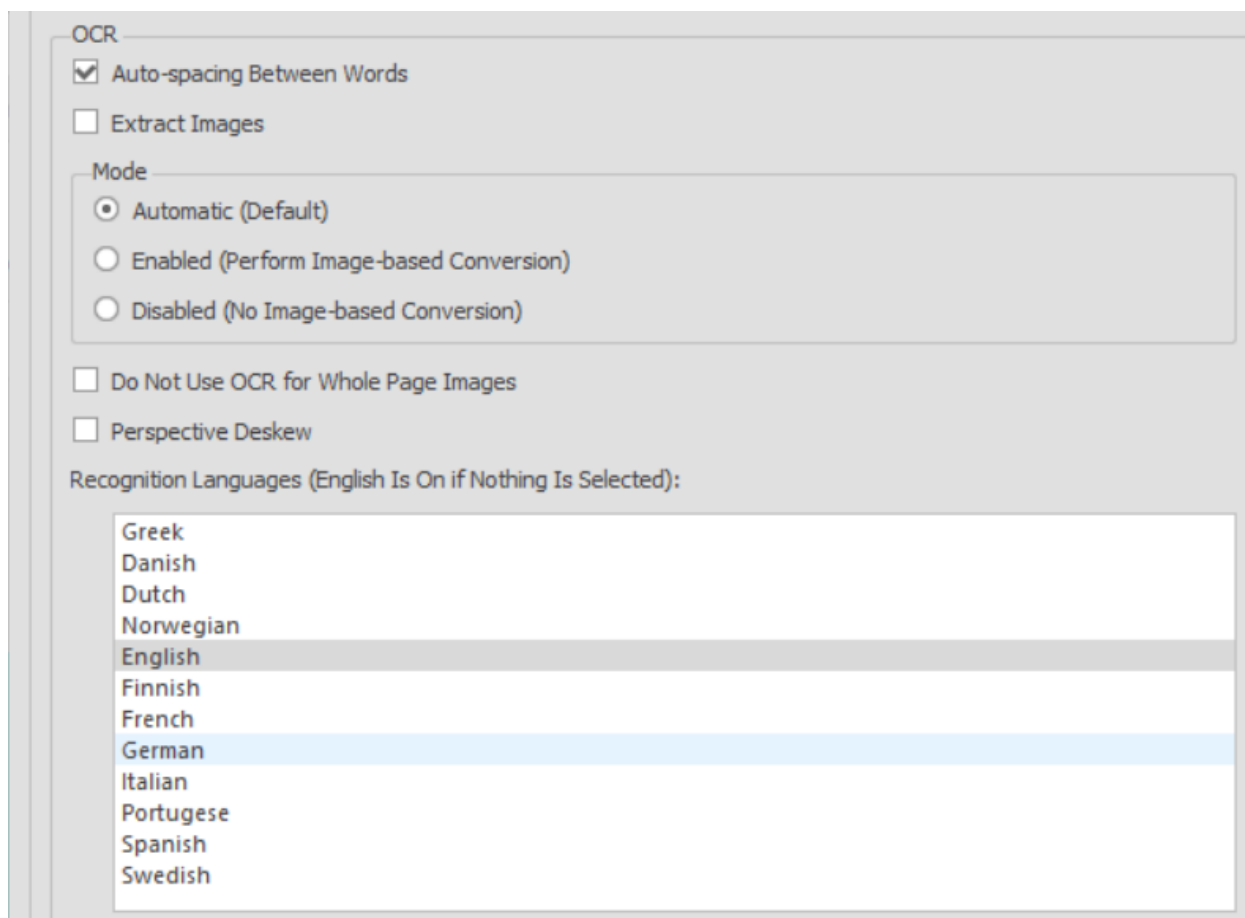 OCR
Auto-spacing Between Words
Extract Images
Mode
Automatic (Default)
Enabled (Perform Image-based Conversion)
Disabled (No Image-based Conversion)
Do Not Use OCR for Whole Page Images
Perspective Deskew
Recognition Languages (English Is On if Nothing Is Selected):
Greek
Danish
Dutch
Norwegian
English
Finnish
French
German
Italian
Portugese
Spanish
Swedish